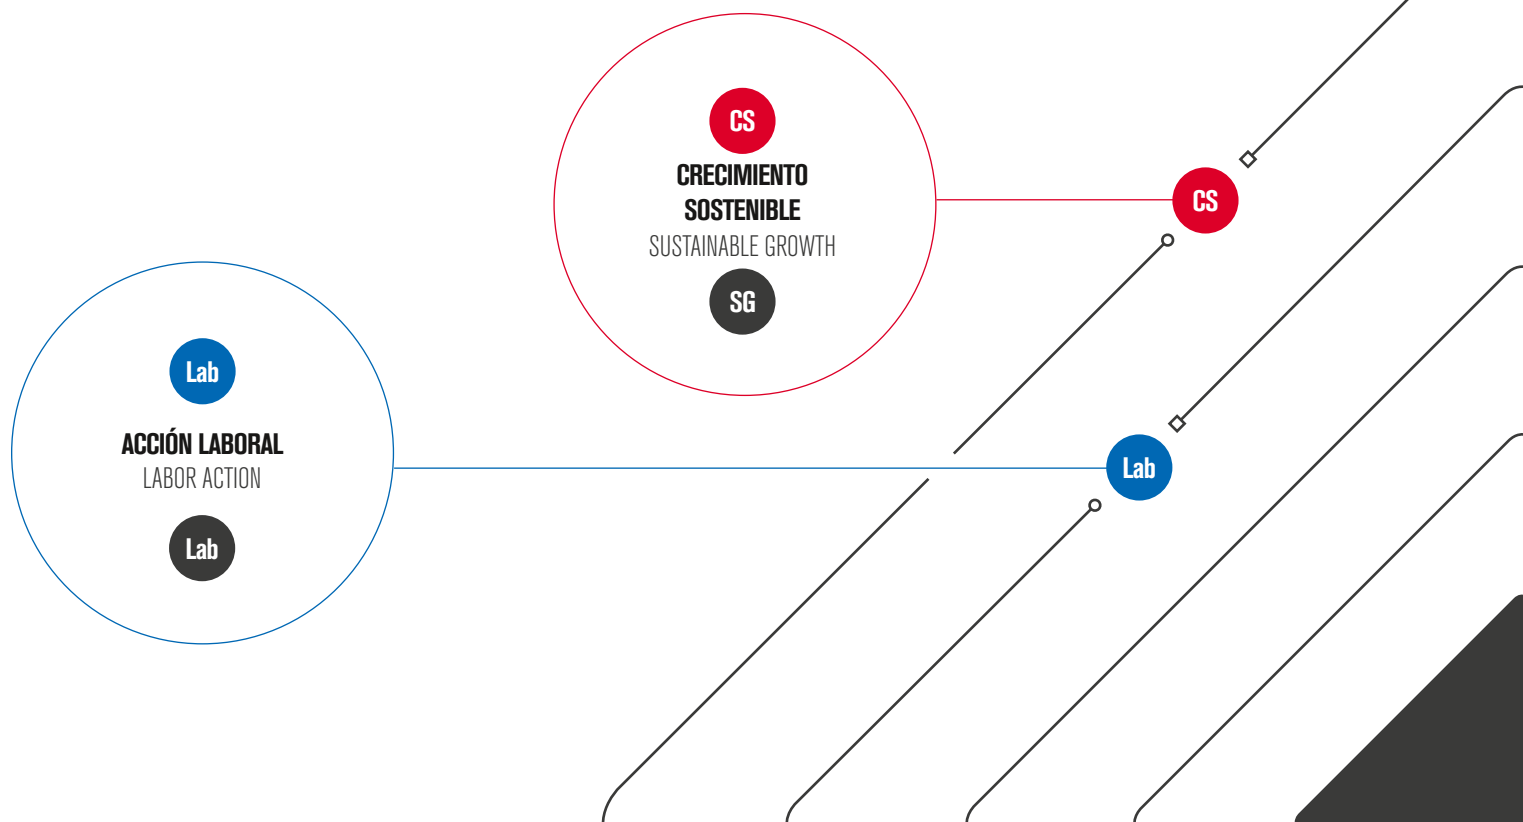 CS
CRECIMIENTO
SOSTENIBLE
SUSTAINABLE GROWTH
SG
CS
Lab
ACCIÓN LABORAL
LABOR ACTION
Lab
Lab